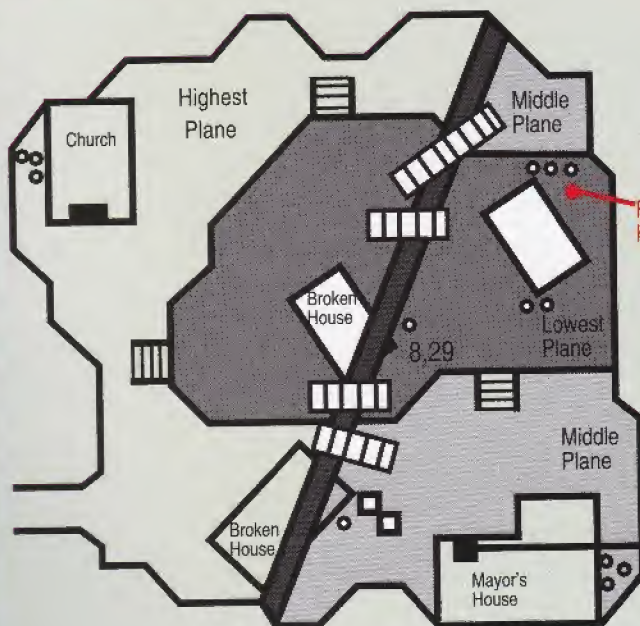 Highest
Plane
Middle
Plane
Church
Broken
House
8,29
Lowest
Plane
Middle
Plane
Broken
House
Mayor's
House